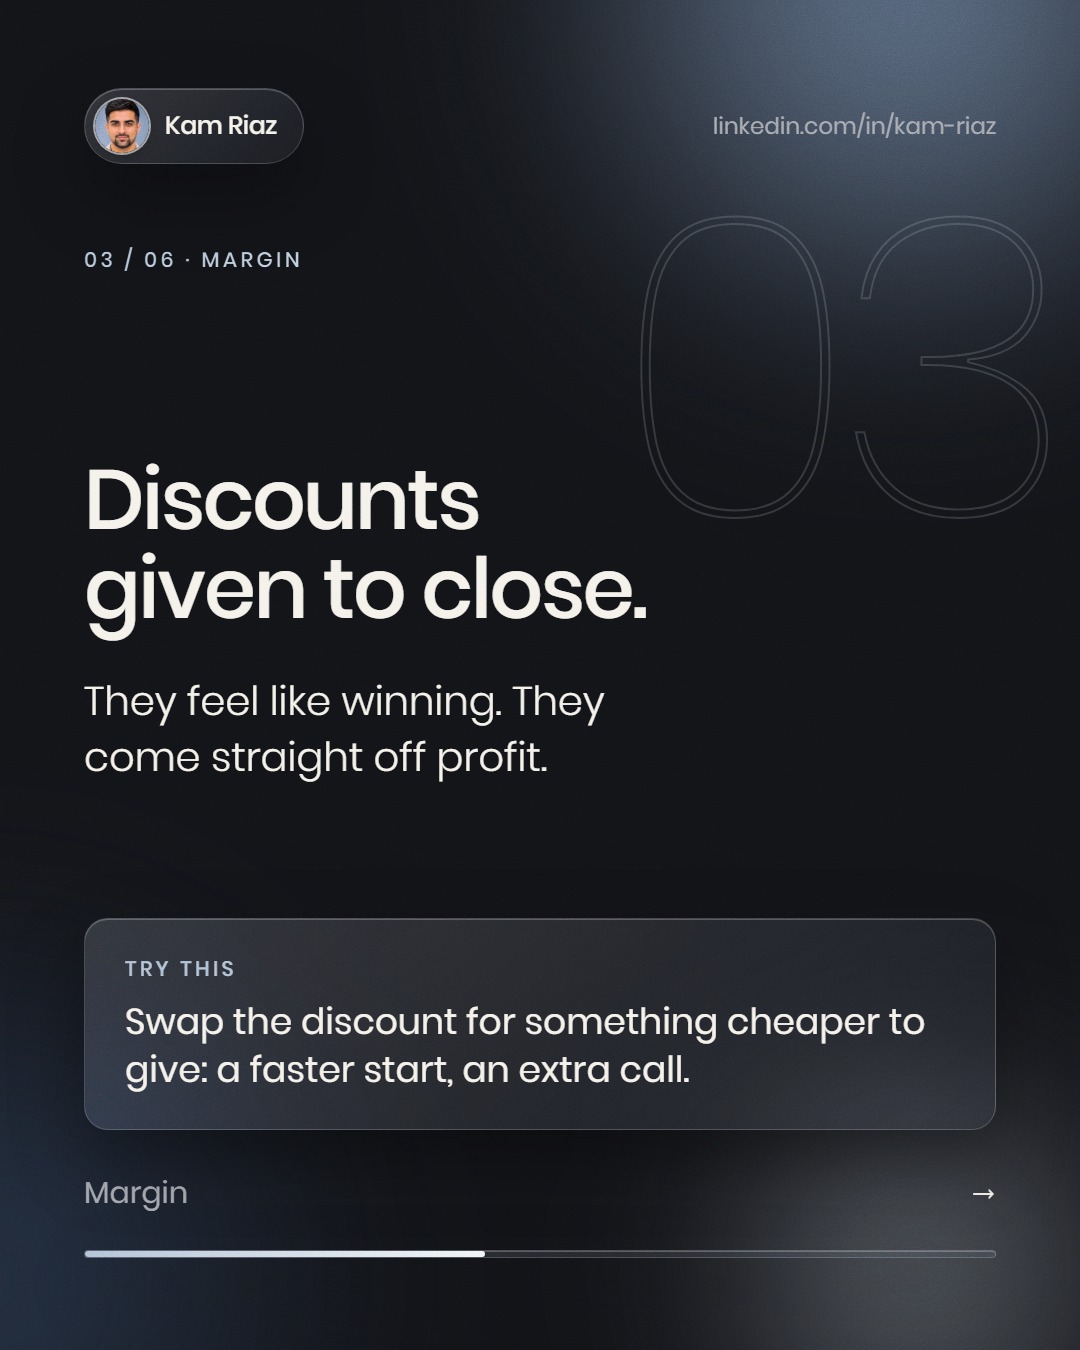 Kam Riaz
linkedin.com/in/kam-riaz
03 / 06 · MARGIN
03
Discounts
given to close.
They feel like winning. They
come straight off profit.
TRY THIS
Swap the discount for something cheaper to
give: a faster start, an extra call.
Margin →